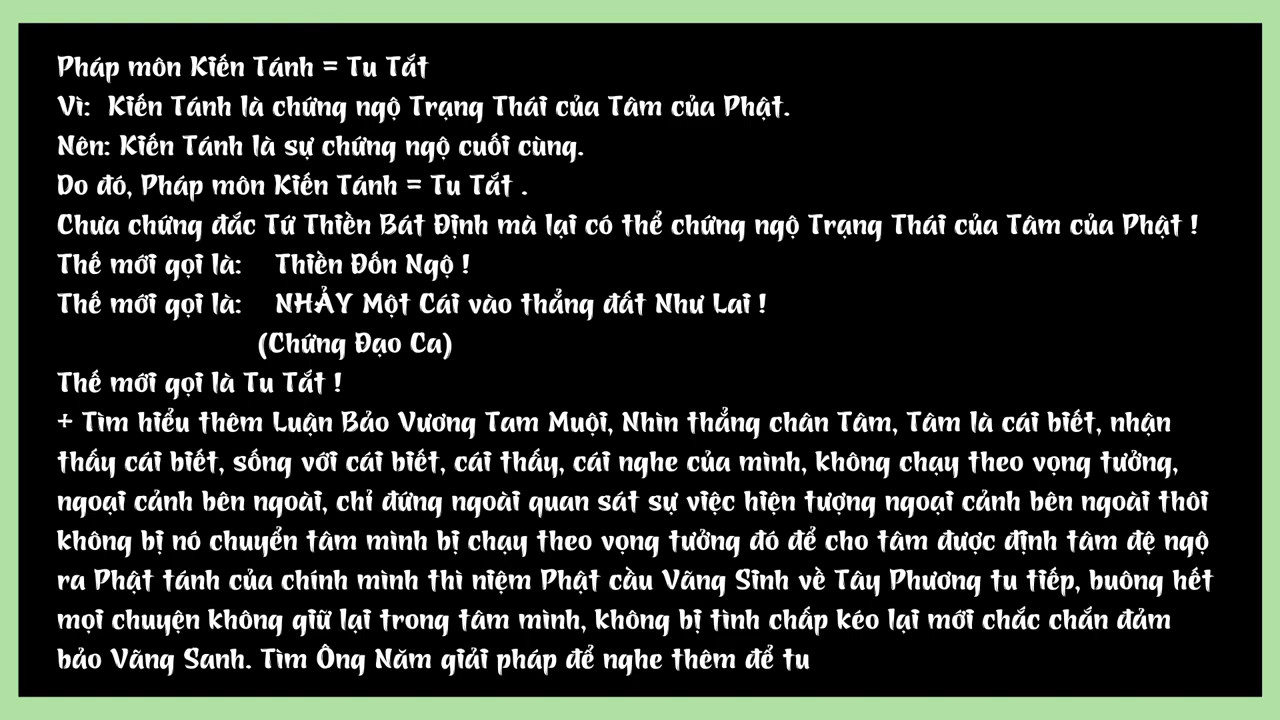 Pháp môn Kiến Tánh = Tu Tắt
Vì: Kiến Tánh là chứng ngộ Trạng Thái của Tâm của Phật.
Nên: Kiến Tánh là sự chứng ngộ cuối cùng.
Do đó, Pháp môn Kiến Tánh = Tu Tắt .
Chưa chứng đắc Tứ Thiền Bát Định mà lại có thể chứng ngộ Trạng Thái của Tâm của Phật !
Thế mới gọi là: Thiền Đốn Ngộ !
Thế mới gọi là: NHẢY Một Cái vào thẳng đất Như Lai !
(Chứng Đạo Ca)
Thế mới gọi là Tu Tắt !
+ Tìm hiểu thêm Luận Bảo Vương Tam Muội, Nhìn thẳng chân Tâm, Tâm là cái biết, nhận
thấy cái biết, sống với cái biết, cái thấy, cái nghe của mình, không chạy theo vọng tưởng,
ngoại cảnh bên ngoài, chỉ đứng ngoài quan sát sự việc hiện tượng ngoại cảnh bên ngoài thôi
không bị nó chuyển tâm mình bị chạy theo vọng tưởng đó để cho tâm được định tâm đệ ngộ
ra Phật tánh của chính mình thì niệm Phật cầu Vãng Sinh về Tây Phương tu tiếp, buông hết
mọi chuyện không giữ lại trong tâm mình, không bị tình chấp kéo lại mới chắc chắn đảm
bảo Vãng Sanh. Tìm Ông Năm giải pháp để nghe thêm để tu